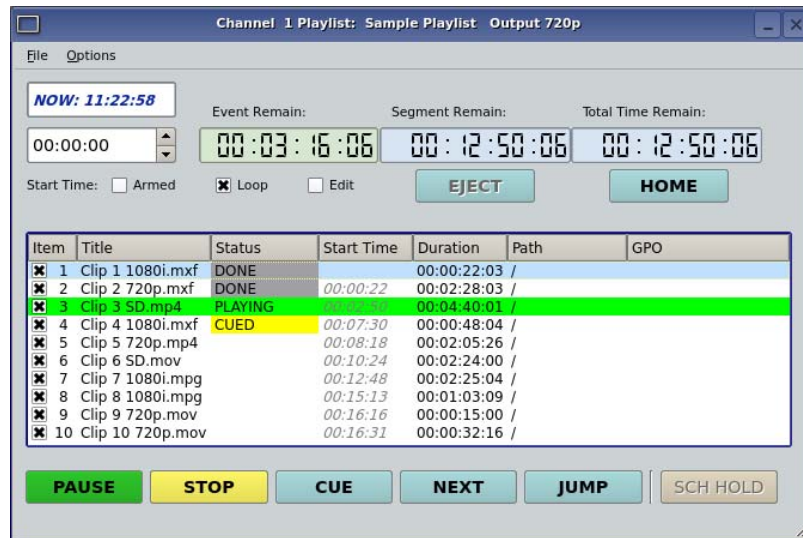 Channel 1 Playlist: Sample Playlist Output 720p
File Options
NOW: 11:22:58
Event Remain: Segment Remain: Total Time Remain:
00:00:00 00:03:16:06 00:12:50:06 00:12:50:06
Start Time: Armed Loop Edit EJECT HOME
Item Title Status Start Time Duration Path GPO
1 Clip 1 1080i.mxf DONE 00:00:22:03 /
2 Clip 2 720p.mxf DONE 00:00:22 00:02:28:03 /
3 Clip 3 SD.mp4 PLAYING 00:02:50 00:04:40:01 /
4 Clip 4 1080i.mxf CUED 00:07:30 00:00:48:04 /
5 Clip 5 720p.mp4 00:08:18 00:02:05:26 /
6 Clip 6 SD.mov 00:10:24 00:02:24:00 /
7 Clip 7 1080i.mpg 00:12:48 00:02:25:04 /
8 Clip 8 1080i.mpg 00:15:13 00:01:03:09 /
9 Clip 9 720p.mov 00:16:16 00:00:15:00 /
10 Clip 10 720p.mov 00:16:31 00:00:32:16 /
PAUSE STOP CUE NEXT JUMP SCH HOLD